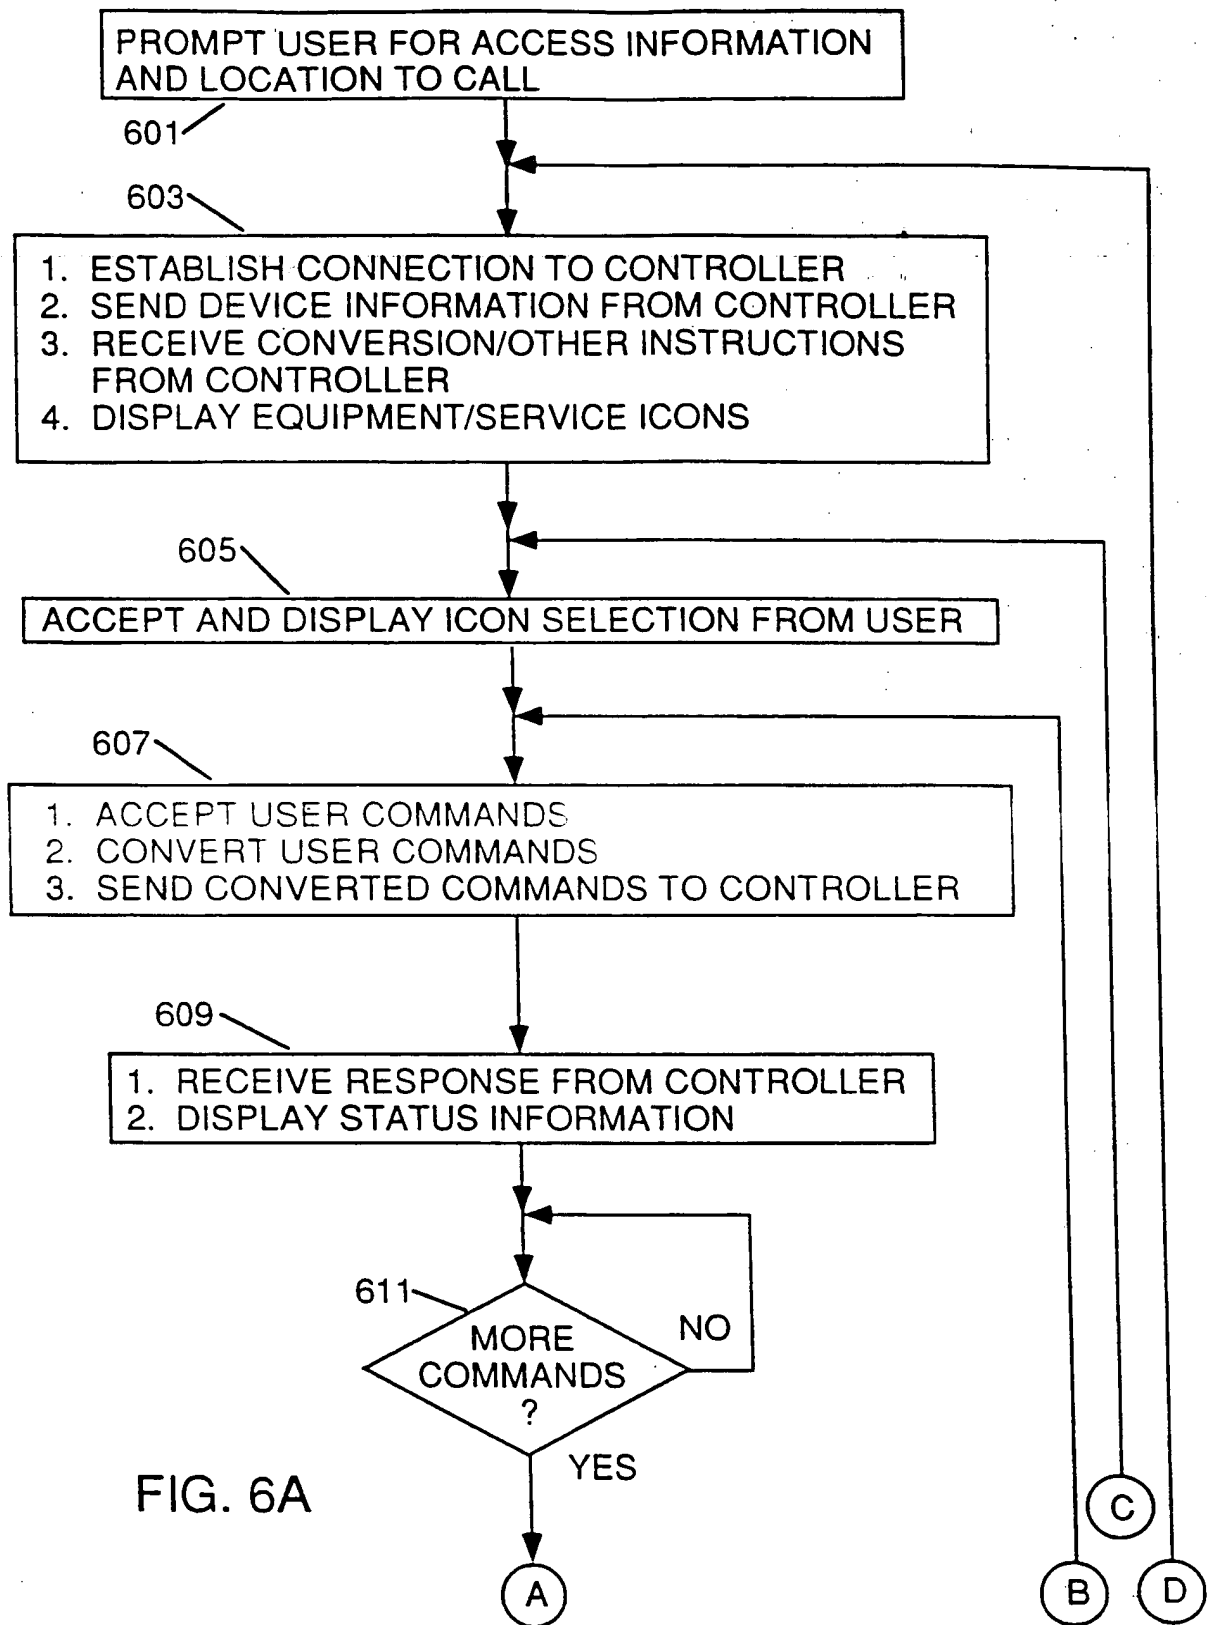 PROMPT USER FOR ACCESS INFORMATION
AND LOCATION TO CALL
601
603
1. ESTABLISH CONNECTION TO CONTROLLER
2. SEND DEVICE INFORMATION FROM CONTROLLER
3. RECEIVE CONVERSION/OTHER INSTRUCTIONS
FROM CONTROLLER
4. DISPLAY EQUIPMENT/SERVICE ICONS
605
ACCEPT AND DISPLAY ICON SELECTION FROM USER
607
1. ACCEPT USER COMMANDS
2. CONVERT USER COMMANDS
3. SEND CONVERTED COMMANDS TO CONTROLLER
609
1. RECEIVE RESPONSE FROM CONTROLLER
2. DISPLAY STATUS INFORMATION
611
MORE
COMMANDS
?
NO
YES
FIG. 6A
A
B
C
D